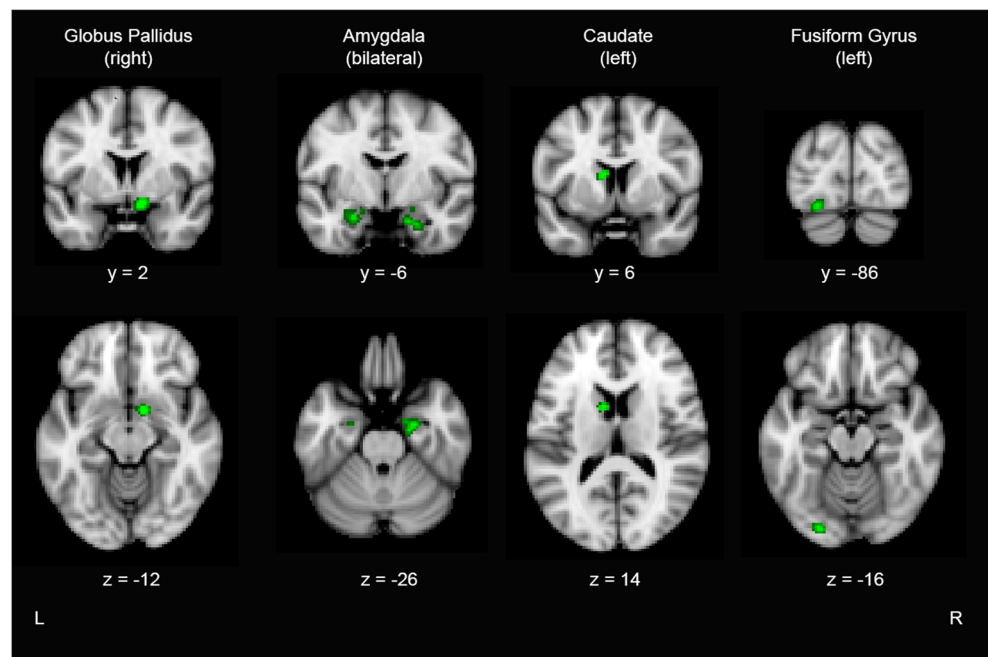 Globus Pallidus
(right)
Amygdala
(bilateral)
Caudate
(left)
Fusiform Gyrus
(left)
y = 2
y = -6
y = 6
y = -86
z = -12
z = -26
z = 14
z = -16
L
R